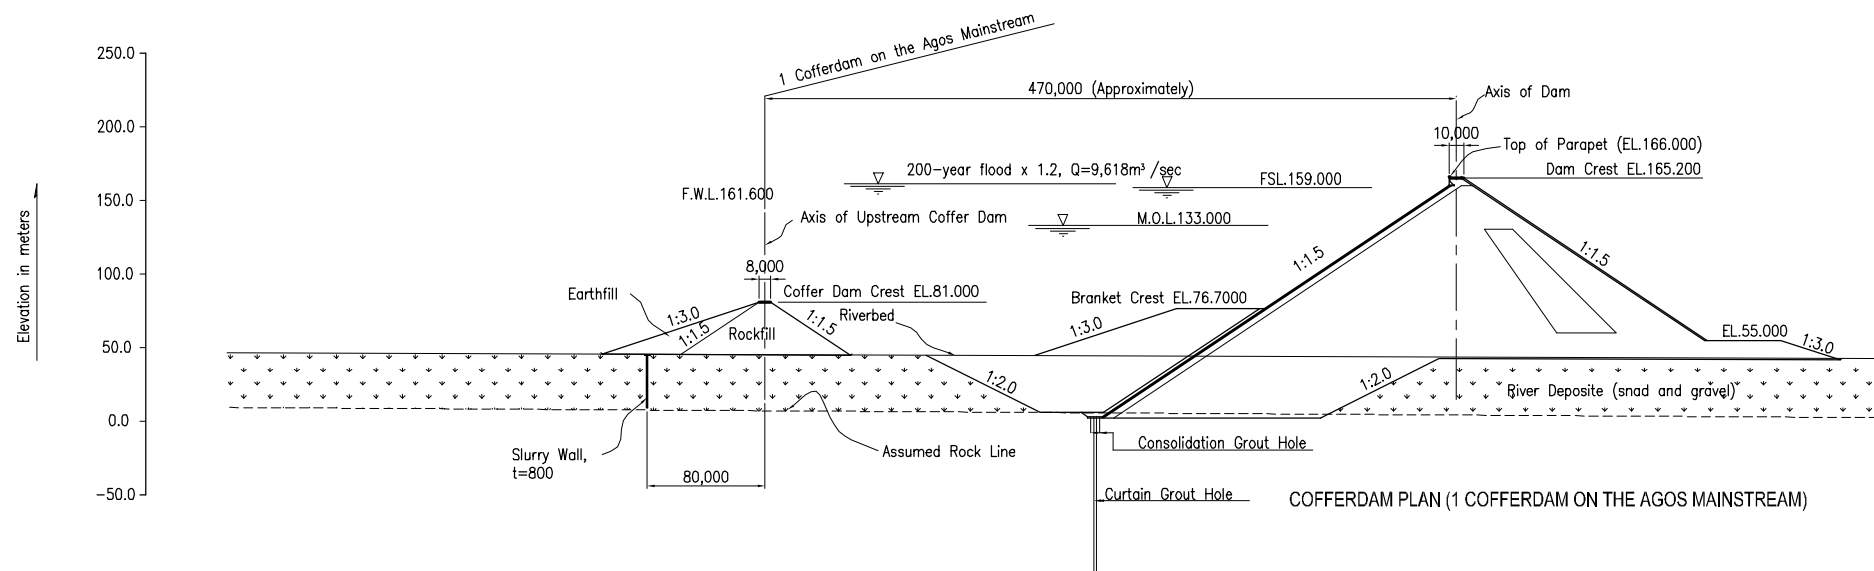 1 Cofferdam on the Agos Mainstream
250.0
470,000 (Approximately)
Axis of Dam
200.0
10,000
Top of Parapet (EL.166.000)
200-year flood x 1.2, Q=9,618m³/sec
FSL.159.000
Dam Crest EL.165.200
F.W.L.161.600
150.0
Axis of Upstream Coffer Dam
M.O.L.133.000
Elevation in meters
100.0
8,000
1:1.5
1:1.5
Earthfill
Coffer Dam Crest EL.81.000
Branket Crest EL.76.7000
1:3.0
1:1.5
Rockfill
1:1.5
Riverbed
1:3.0
EL.55.000
1:3.0
50.0
1:2.0
1:2.0
River Deposite (snad and gravel)
0.0
Slurry Wall,
t=800
Assumed Rock Line
Consolidation Grout Hole
80,000
-50.0
Curtain Grout Hole
COFFERDAM PLAN (1 COFFERDAM ON THE AGOS MAINSTREAM)